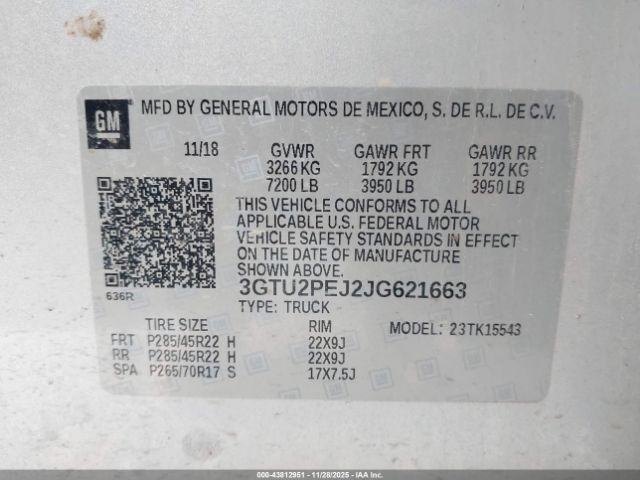 GM
MFD BY GENERAL MOTORS DE MEXICO, S. DE R.L. DE C.V.
11/18 GVWR GAWR FRT GAWR RR
3266 KG 1792 KG 1792 KG
7200 LB 3950 LB 3950 LB
THIS VEHICLE CONFORMS TO ALL
APPLICABLE U.S. FEDERAL MOTOR
VEHICLE SAFETY STANDARDS IN EFFECT
ON THE DATE OF MANUFACTURE
SHOWN ABOVE.
636R 3GTU2PEJ2JG621663
TYPE: TRUCK
TIRE SIZE RIM MODEL: 23TK15543
FRT P285/45R22 H 22X9J
RR P285/45R22 H 22X9J
SPA P265/70R17 S 17X7.5J
000-43812951 - 11/28/2025 - IAA, Inc.